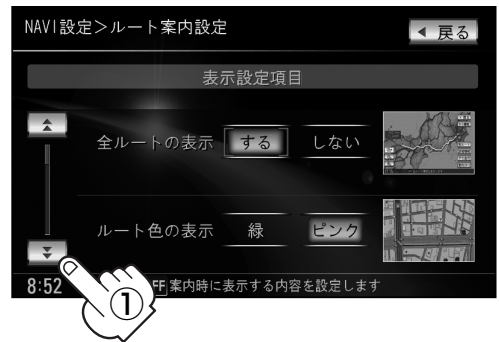 NAVI設定＞ルート案内設定
戻る
表示設定項目
全ルートの表示 する しない
ルート色の表示 緑 ピンク
8:52 FF案内時に表示する内容を設定します
①